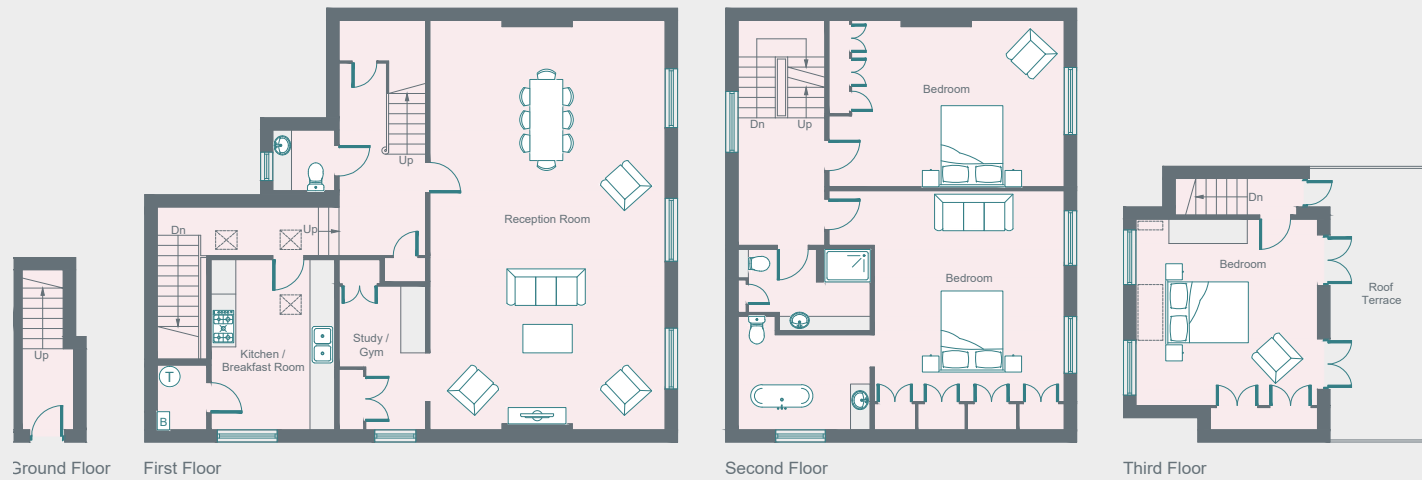 Up
Ground Floor
Dn
Up
Up
Reception Room
Kitchen /
Breakfast Room
Study /
Gym
T
B
First Floor
Dn
Up
Bedroom
Bedroom
Second Floor
Dn
Bedroom
Roof
Terrace
Third Floor